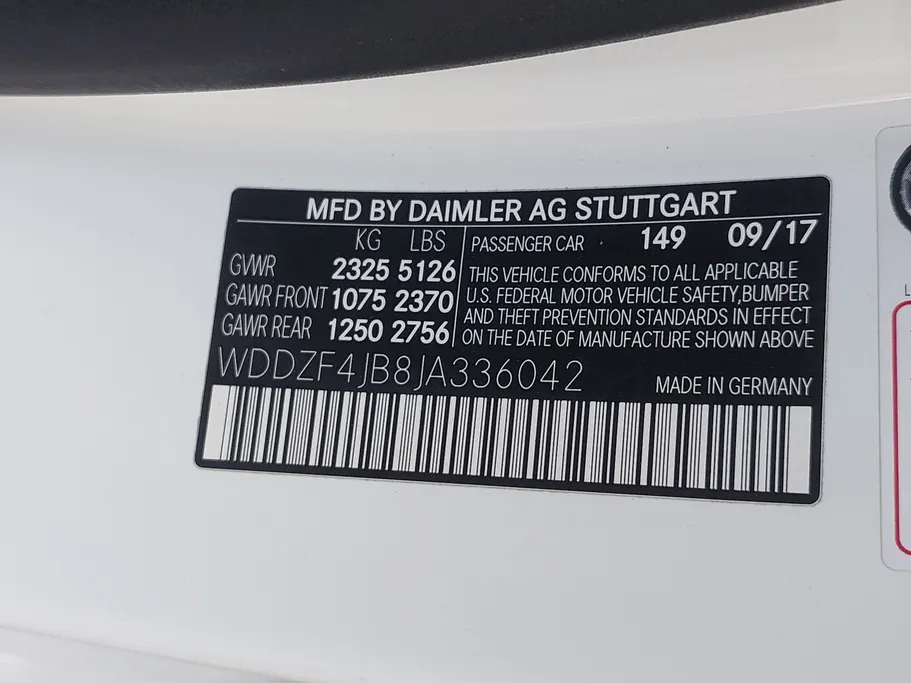 MFD BY DAIMLER AG STUTTGART
KG LBS
GVWR 2325 5126
GAWR FRONT 1075 2370
GAWR REAR 1250 2756
PASSENGER CAR 149 09/17
THIS VEHICLE CONFORMS TO ALL APPLICABLE
U.S. FEDERAL MOTOR VEHICLE SAFETY,BUMPER
AND THEFT PREVENTION STANDARDS IN EFFECT
ON THE DATE OF MANUFACTURE SHOWN ABOVE
WDDZF4JB8JA336042
MADE IN GERMANY